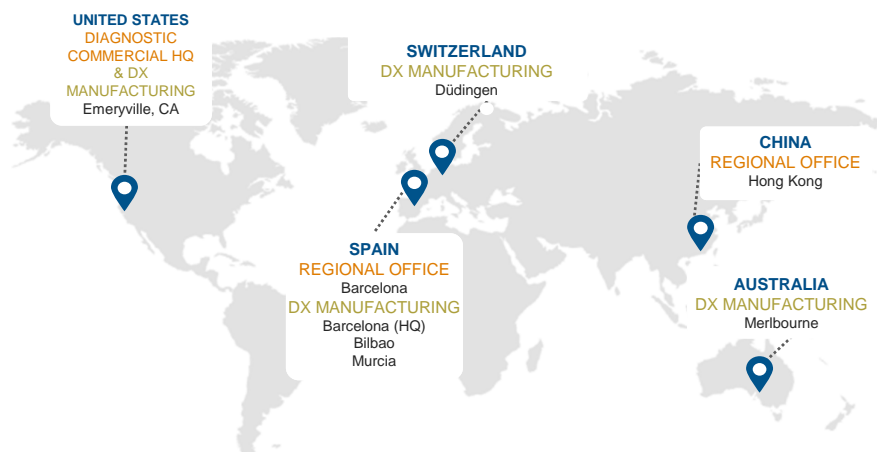 UNITED STATES
DIAGNOSTIC
COMMERCIAL HQ
& DX
MANUFACTURING
Emeryville, CA
SWITZERLAND
DX MANUFACTURING
Düdingen
CHINA
REGIONAL OFFICE
Hong Kong
SPAIN
REGIONAL OFFICE
Barcelona
DX MANUFACTURING
Barcelona (HQ)
Bilbao
Murcia
AUSTRALIA
DX MANUFACTURING
Merlbourne